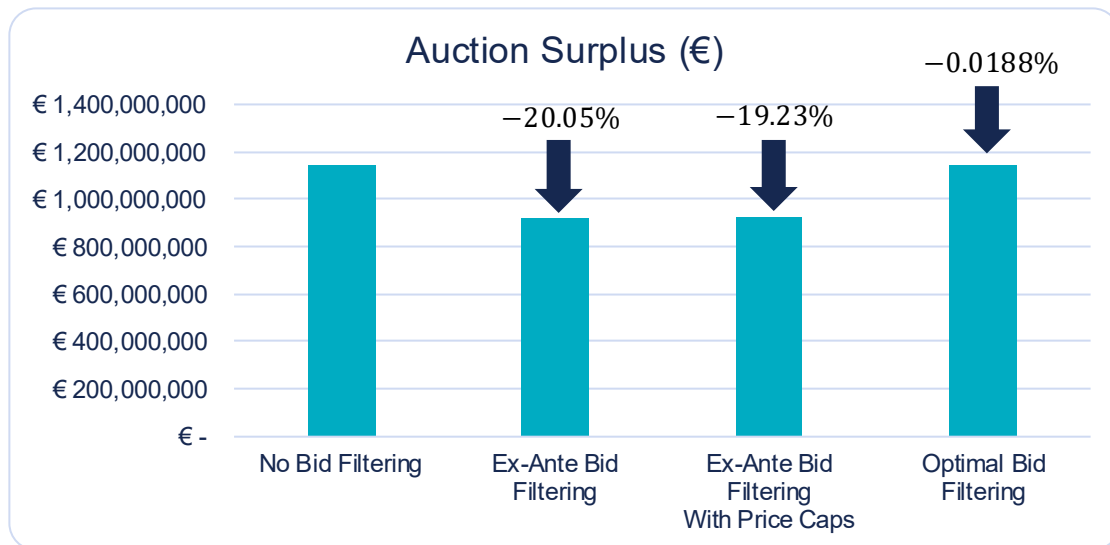 Auction Surplus (€)
−0.0188%
−20.05%
−19.23%
€ 1,400,000,000
€ 1,200,000,000
€ 1,000,000,000
€ 800,000,000
€ 600,000,000
€ 400,000,000
€ 200,000,000
€ -
No Bid Filtering
Ex-Ante Bid
Filtering
Ex-Ante Bid
Filtering
With Price Caps
Optimal Bid
Filtering